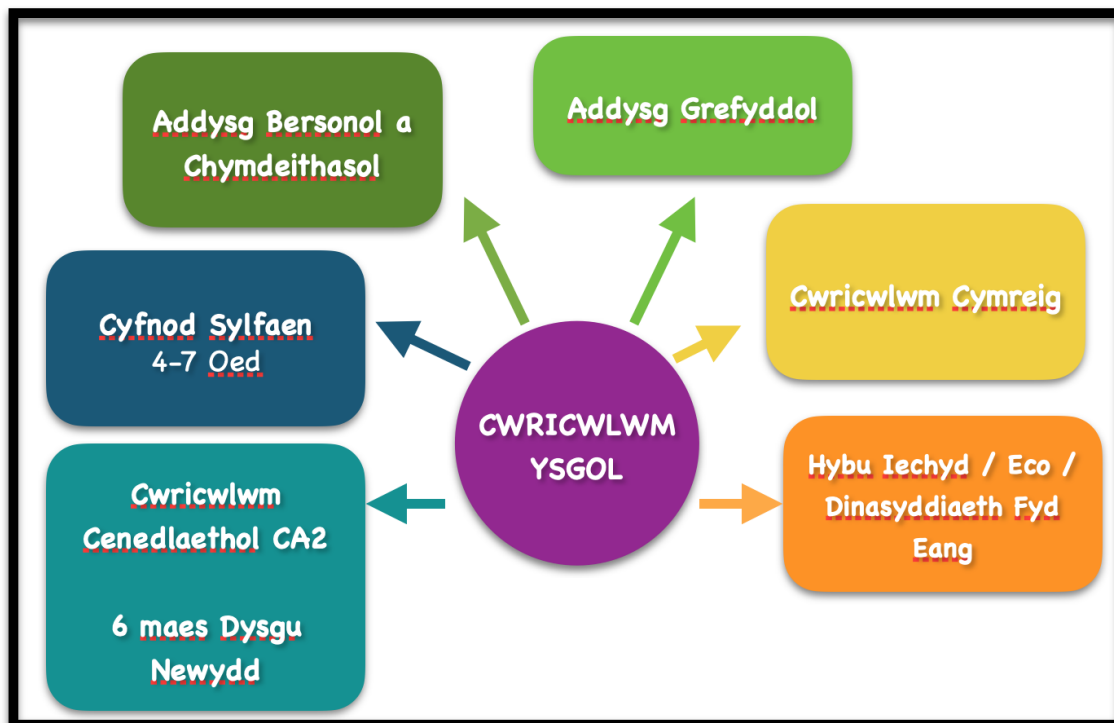 Addysg Bersonol a
Chymdeithasol
Addysg Grefyddol
Cyfnod Sylfaen
4-7 Oed
Cwricwlwm Cymreig
CWRICWLWM
YSGOL
Cwricwlwm
Cenedlaethol CA2
6 maes Dysgu
Newydd
Hybu Iechyd / Eco /
Dinasyddiaeth Fyd
Eang